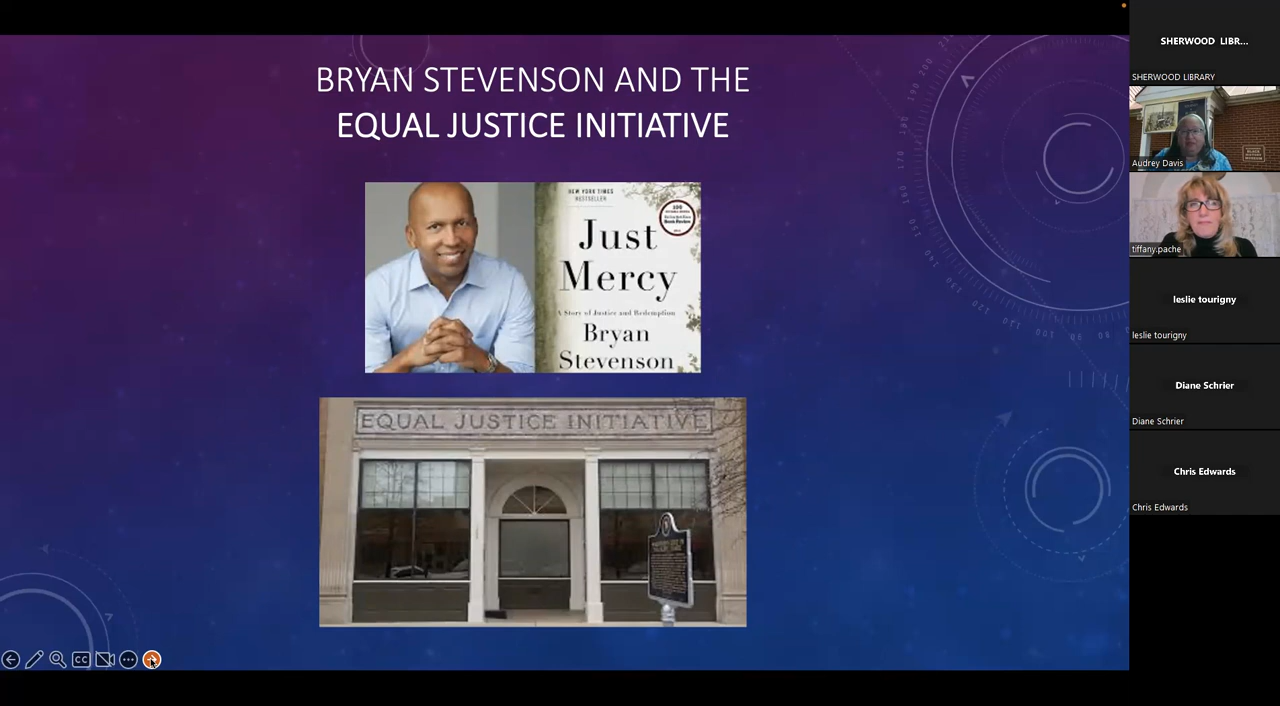 BRYAN STEVENSON AND THE
EQUAL JUSTICE INITIATIVE
NEW YORK TIMES
BESTSELLER
Just
Mercy
A Story of Justice and Redemption
Bryan
Stevenson
EQUAL JUSTICE INITIATIVE
CC
SHERWOOD LIBR...
SHERWOOD LIBRARY
Audrey Davis
tiffany.pache
leslie tourigny
leslie tourigny
Diane Schrier
Diane Schrier
Chris Edwards
Chris Edwards